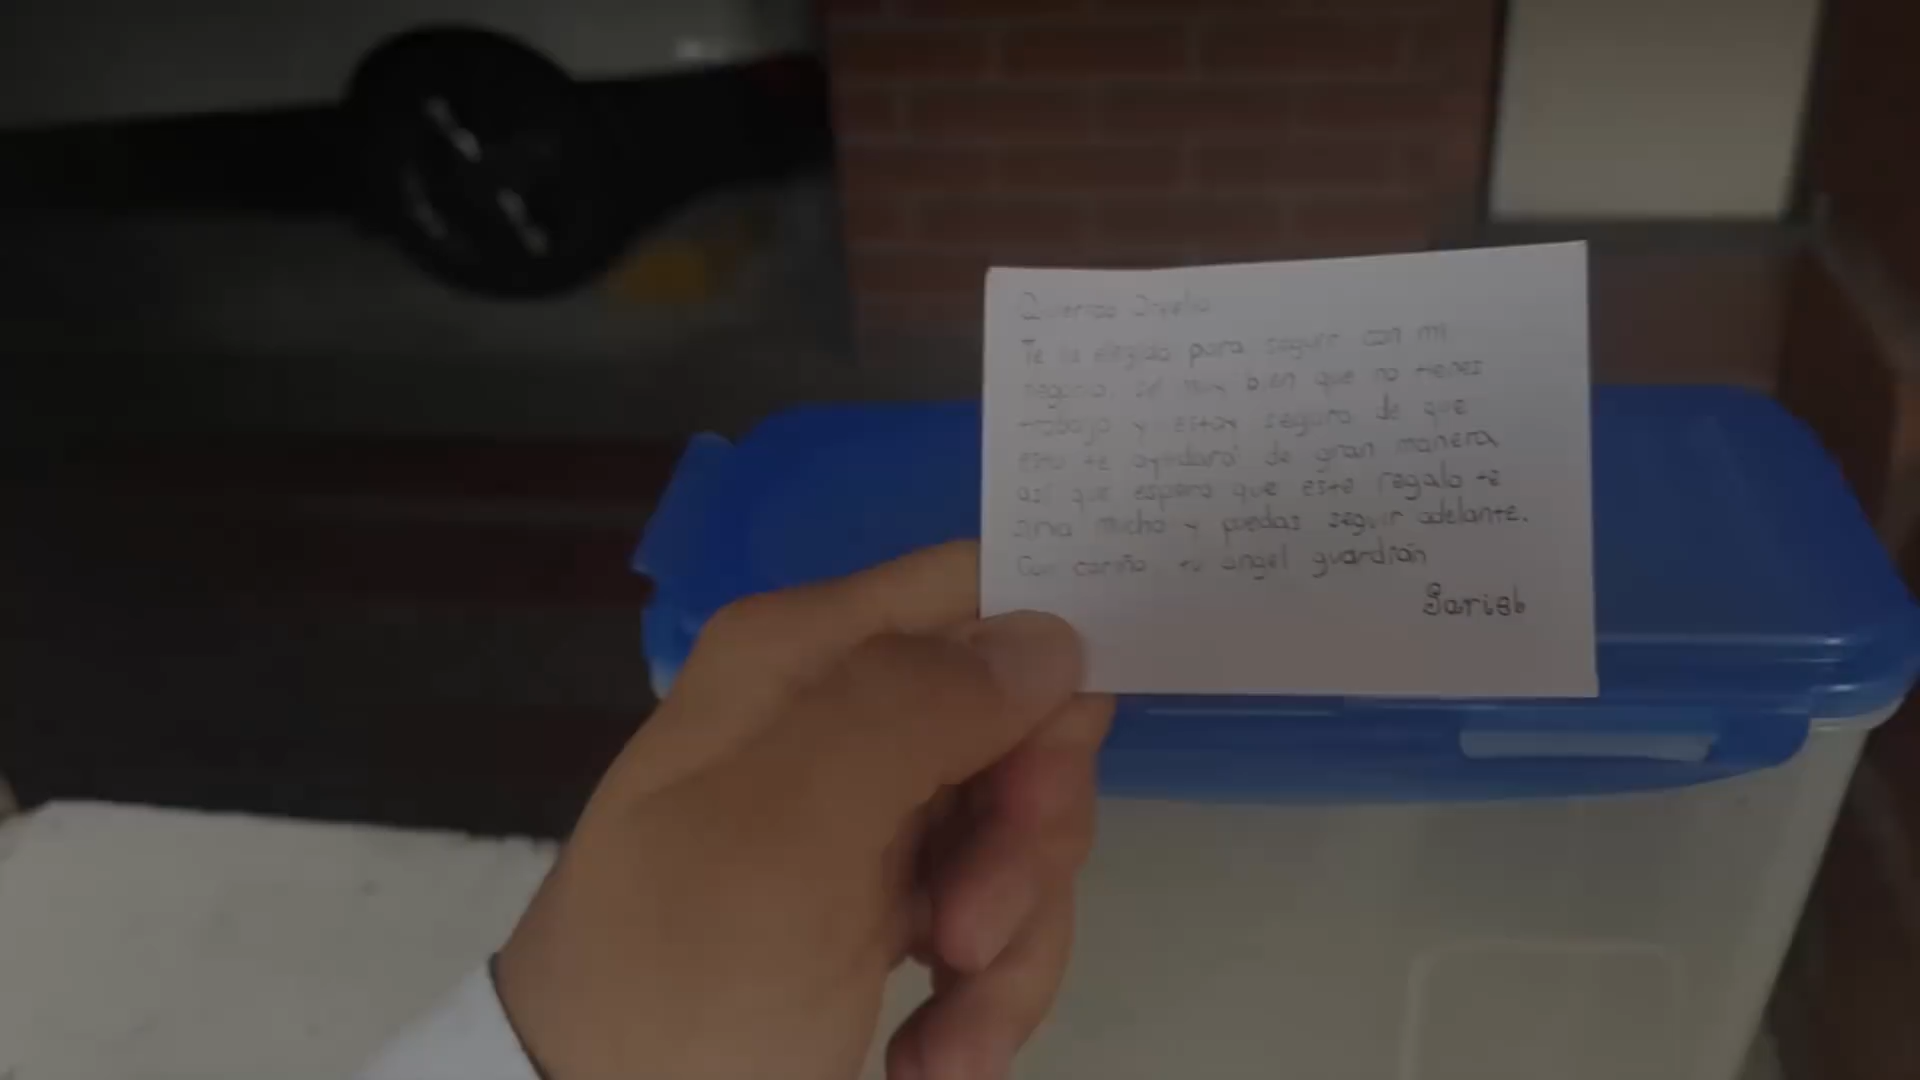 Querido
Te he elegido para seguir con mi
negocio, sé muy bien que no tienes
trabajo y estoy seguro de que
esto te ayudará de gran manera
así que espero que este regalo te
sirva mucho y puedas seguir adelante.
Con cariño tu ángel guardián